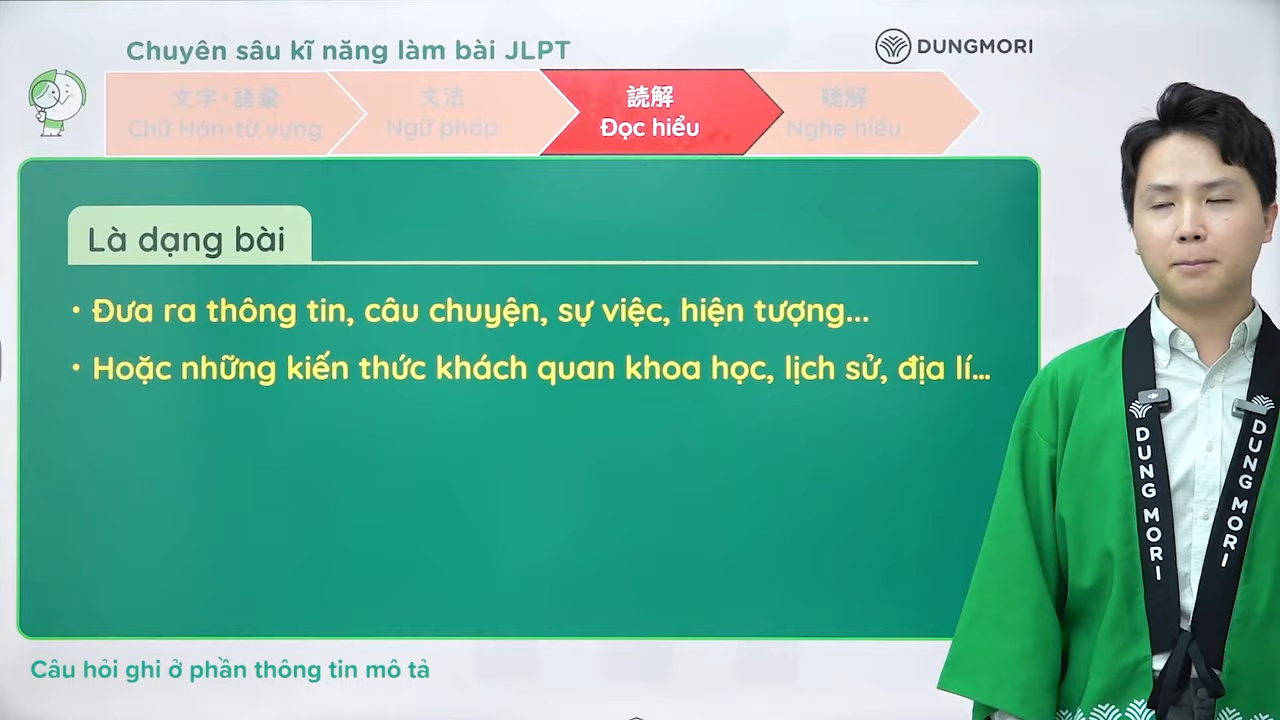 Chuyên sâu kĩ năng làm bài JLPT
DUNGMORI
文字・語彙
Chữ Hán-từ vựng
文法
Ngữ pháp
読解
Đọc hiểu
聴解
Nghe hiểu
Là dạng bài
• Đưa ra thông tin, câu chuyện, sự việc, hiện tượng...
• Hoặc những kiến thức khách quan khoa học, lịch sử, địa lí...
DUNG MORI
DUNG MORI
Câu hỏi ghi ở phần thông tin mô tả